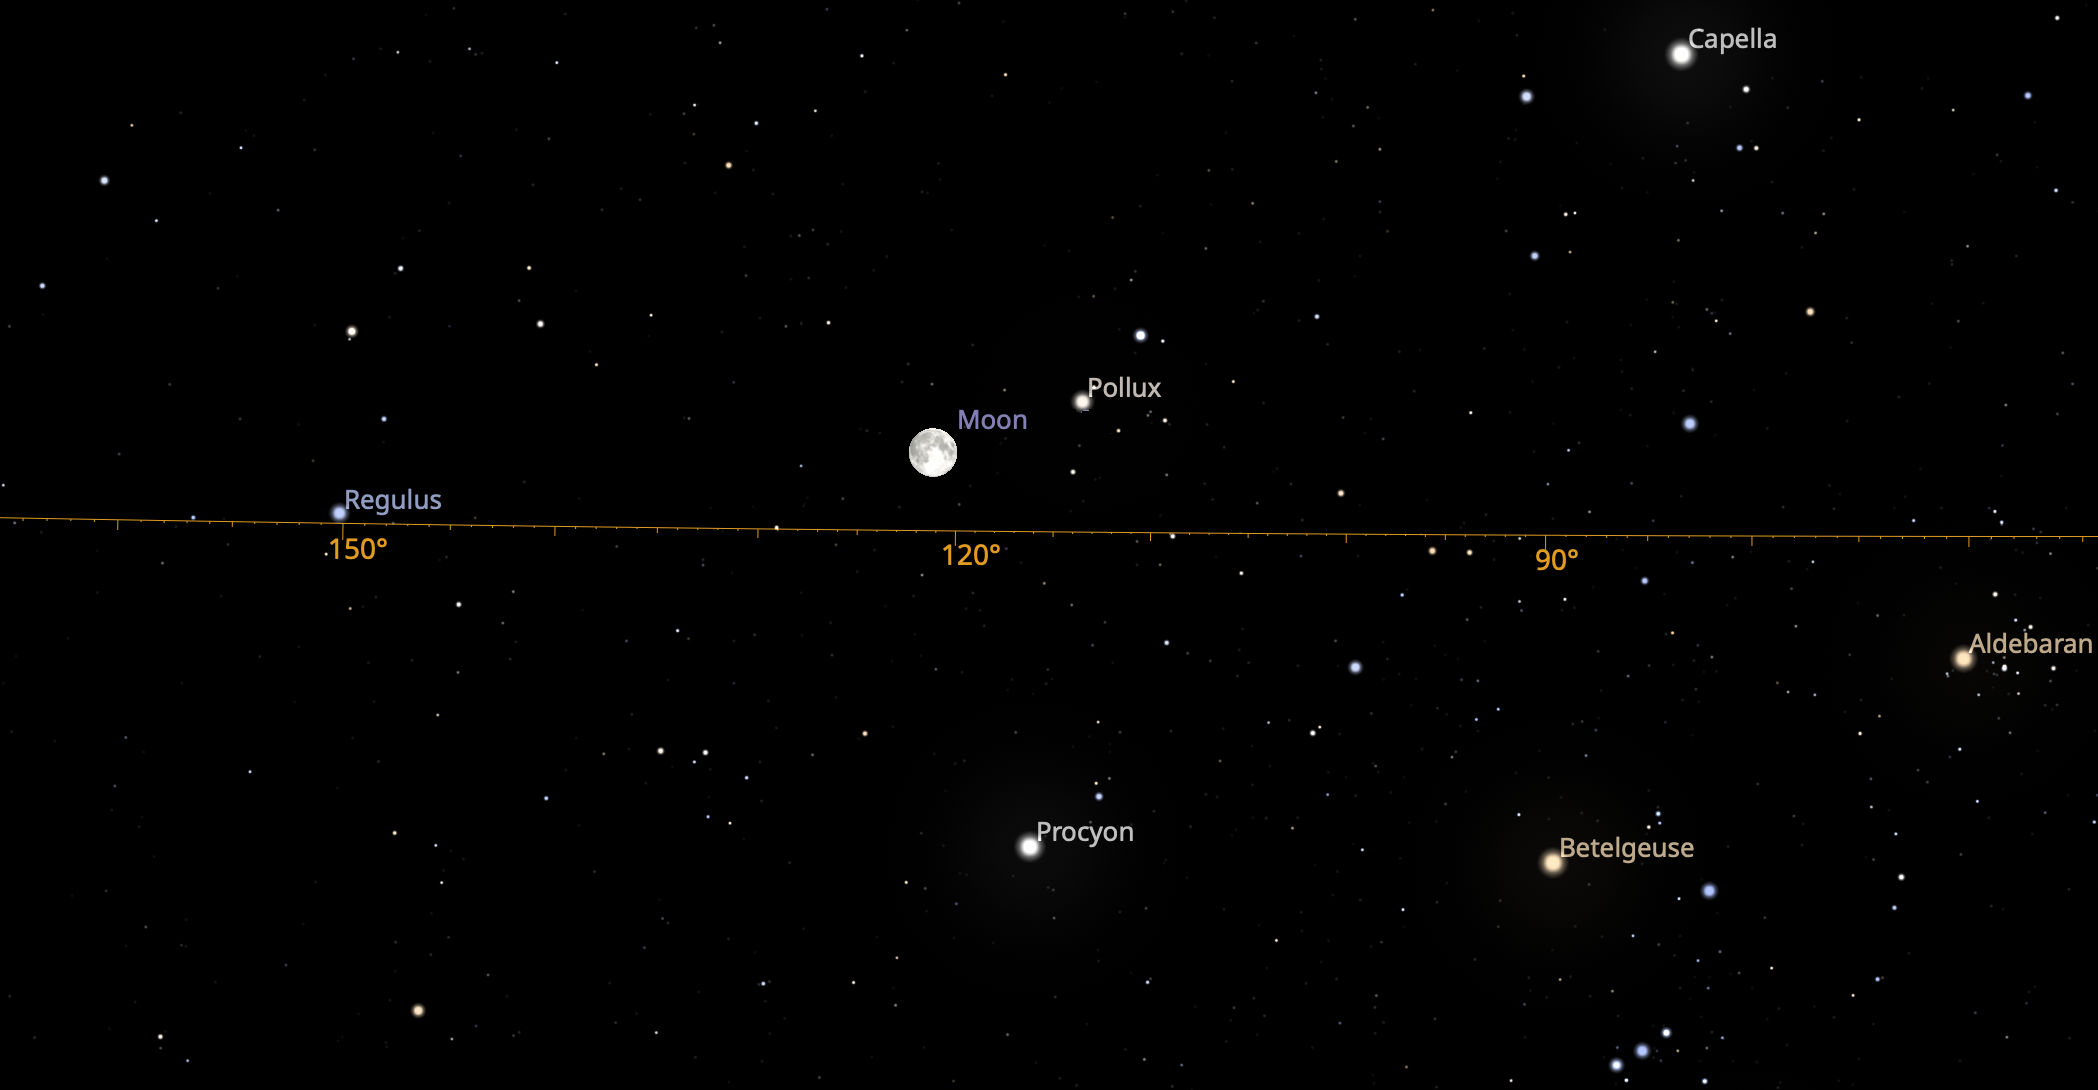 Capella
Pollux
Moon
Regulus
150°
120°
90°
Aldebaran
Procyon
Betelgeuse